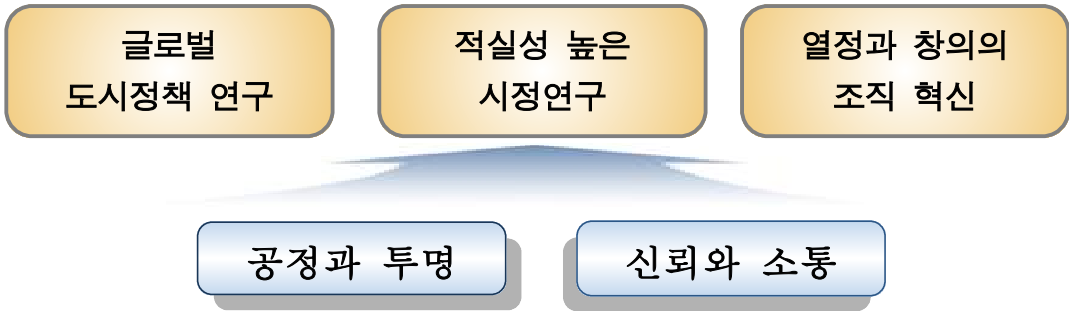 글로벌
도시정책 연구
적실성 높은
시정연구
열정과 창의의
조직 혁신
공정과 투명
신뢰와 소통